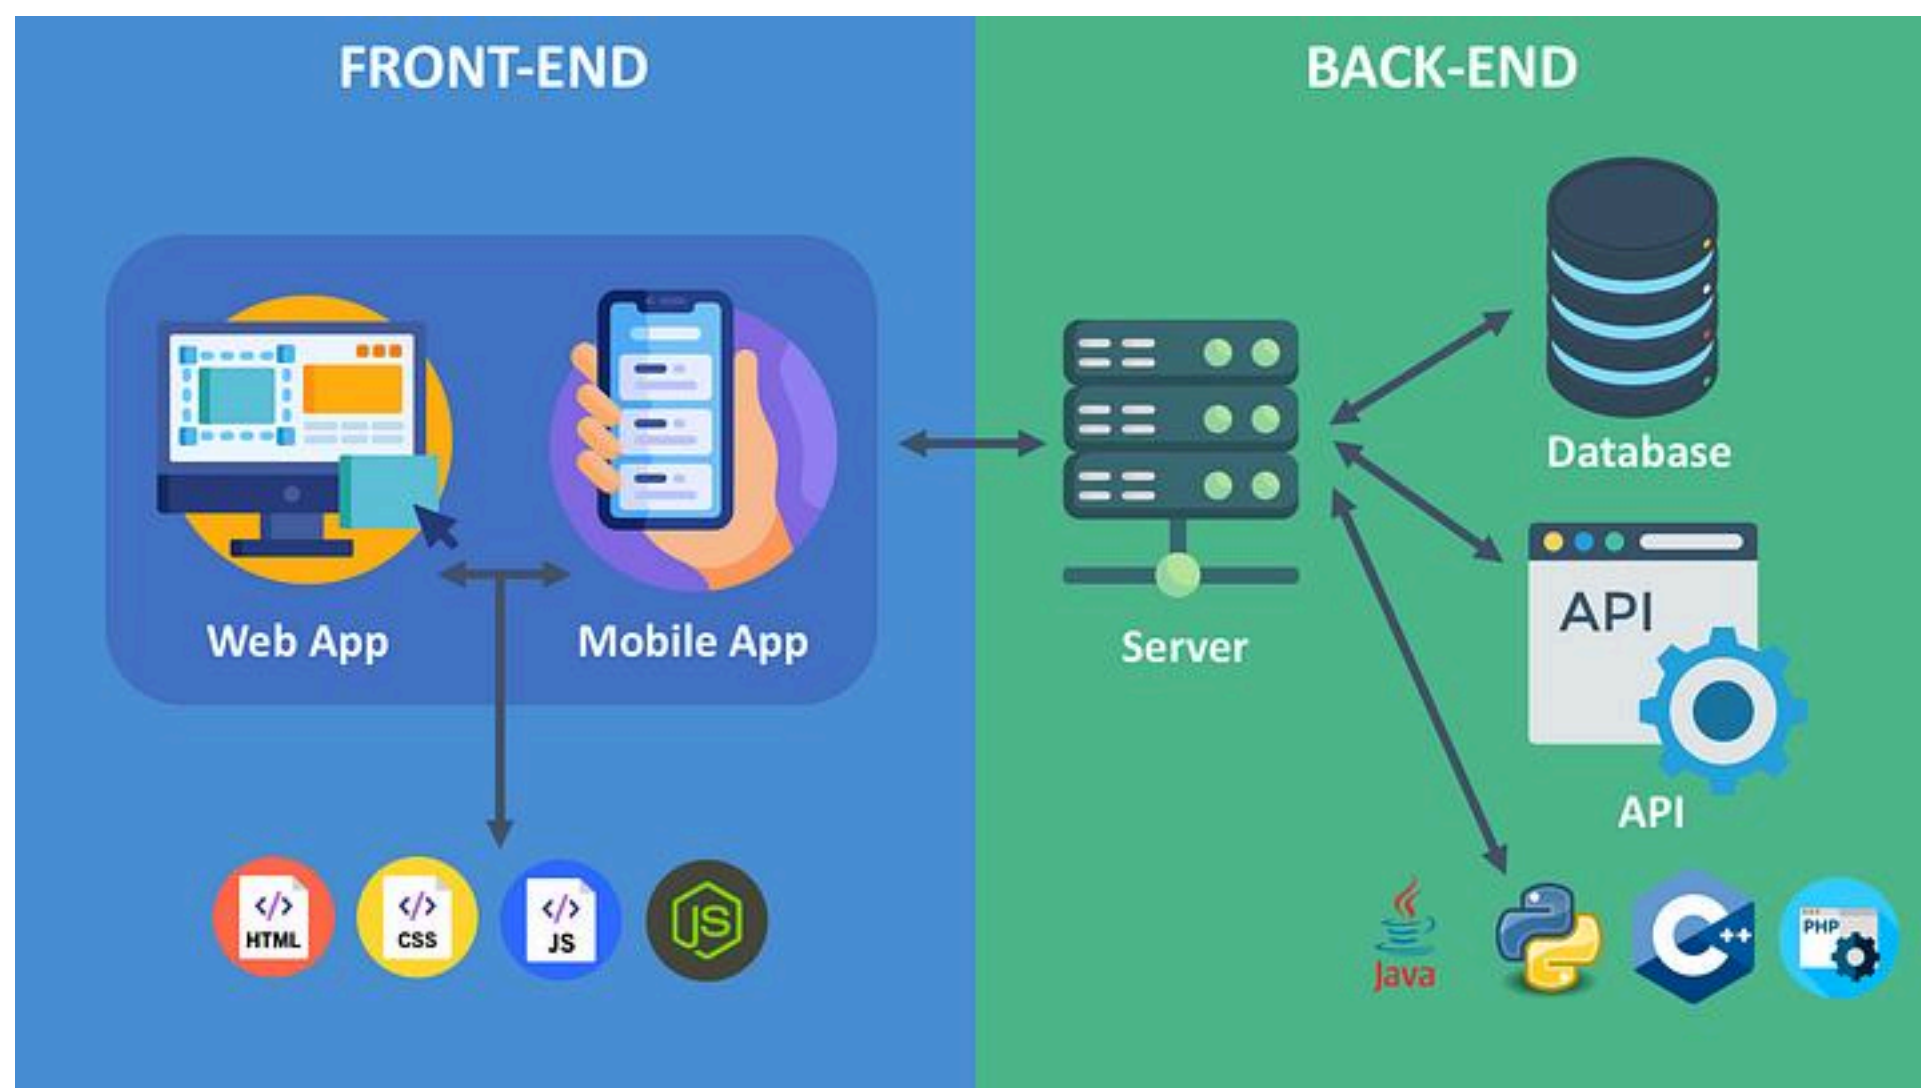 FRONT-END
Web App
Mobile App
</>
HTML
</>
CSS
</>
JS
JS
BACK-END
Server
Database
API
API
Java
C++
PHP